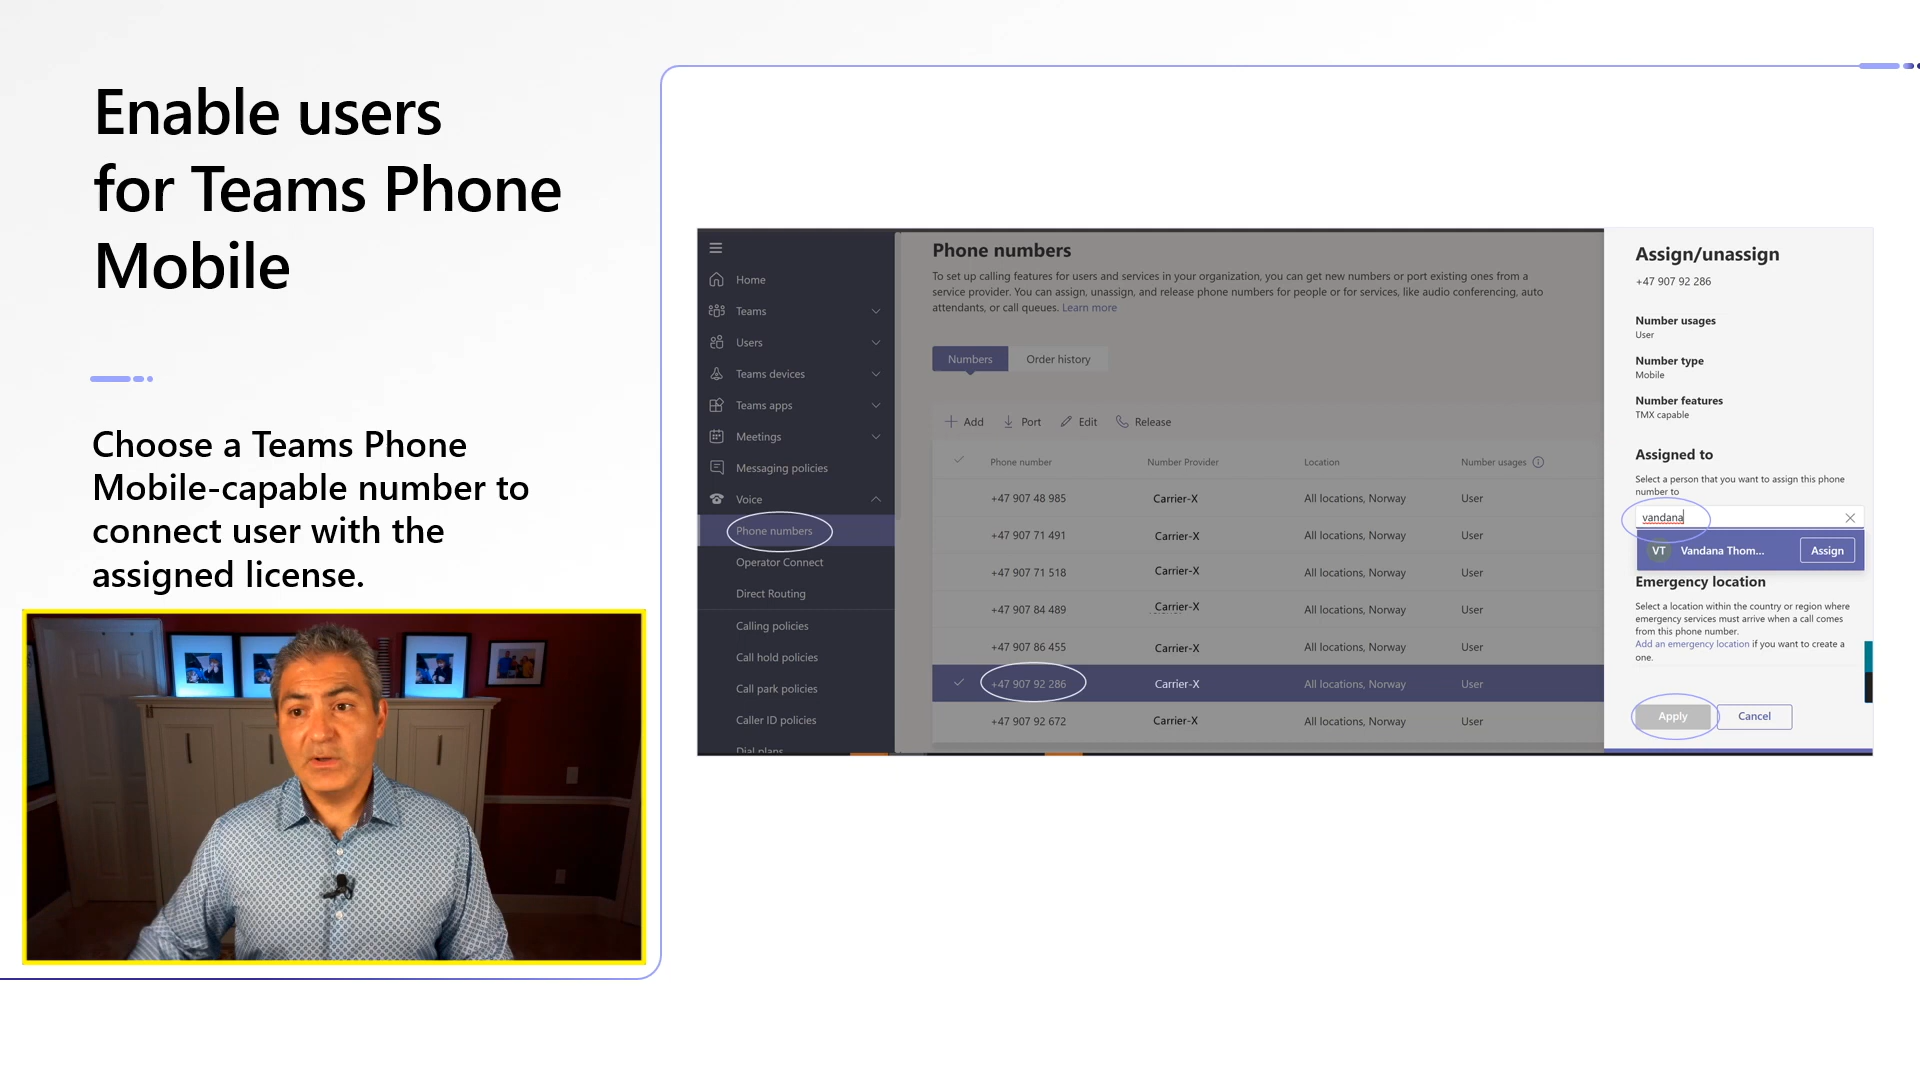 Enable users
for Teams Phone
Mobile
Choose a Teams Phone
Mobile-capable number to
connect user with the
assigned license.
Home
Teams
Users
Teams devices
Teams apps
Meetings
Messaging policies
Voice
Phone numbers
Operator Connect
Direct Routing
Calling policies
Call hold policies
Call park policies
Caller ID policies
Dial plans
Phone numbers
To set up calling features for users and services in your organization, you can get new numbers or port existing ones from a
service provider. You can assign, unassign, and release phone numbers for people or for services, like audio conferencing, auto
attendants, or call queues. Learn more
Numbers Order history
Add Port Edit Release
Phone number Number Provider Location Number usages
+47 907 48 985 Carrier-X All locations, Norway User
+47 907 71 491 Carrier-X All locations, Norway User
+47 907 71 518 Carrier-X All locations, Norway User
+47 907 84 489 Carrier-X All locations, Norway User
+47 907 86 455 Carrier-X All locations, Norway User
+47 907 92 286 Carrier-X All locations, Norway User
+47 907 92 672 Carrier-X All locations, Norway User
Assign/unassign
+47 907 92 286
Number usages
User
Number type
Mobile
Number features
TMX capable
Assigned to
Select a person that you want to assign this phone
number to
vandana
VT Vandana Thom... Assign
Emergency location
Select a location within the country or region where
emergency services must arrive when a call comes
from this phone number.
Add an emergency location if you want to create a
one.
Apply Cancel